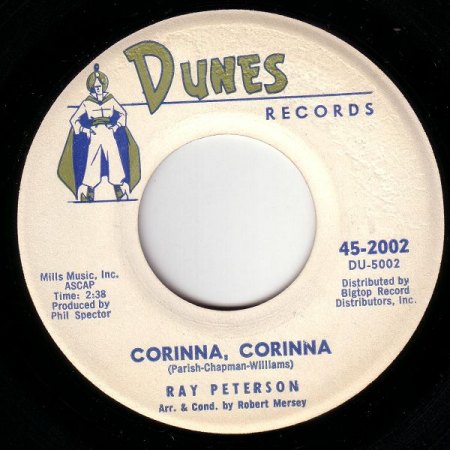 DUNES
RECORDS
45-2002
DU-5002
Mills Music, Inc.
ASCAP
Time: 2:38
Produced by
Phil Spector
Distributed by
Bigtop Record
Distributors, Inc.
CORINNA, CORINNA
(Parish-Chapman-Williams)
RAY PETERSON
Arr. & Cond. by Robert Mersey